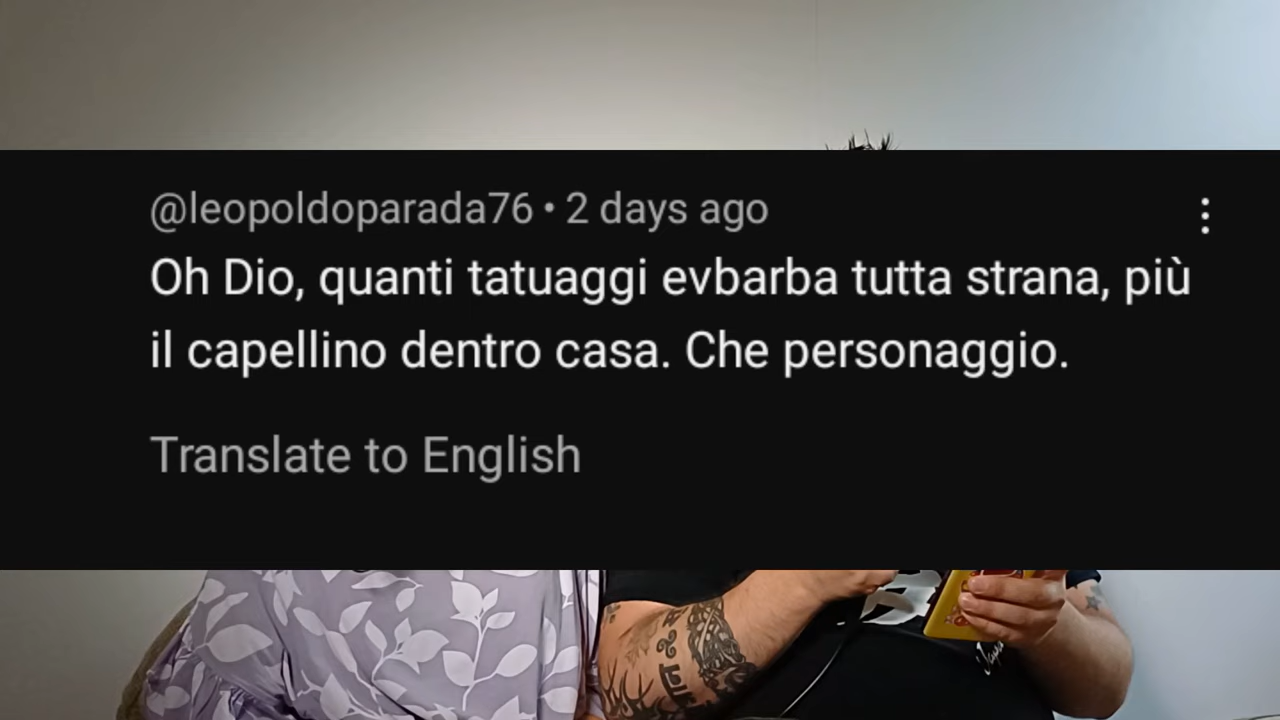 @leopoldoparada76 • 2 days ago
Oh Dio, quanti tatuaggi evbarba tutta strana, più
il capellino dentro casa. Che personaggio.
Translate to English